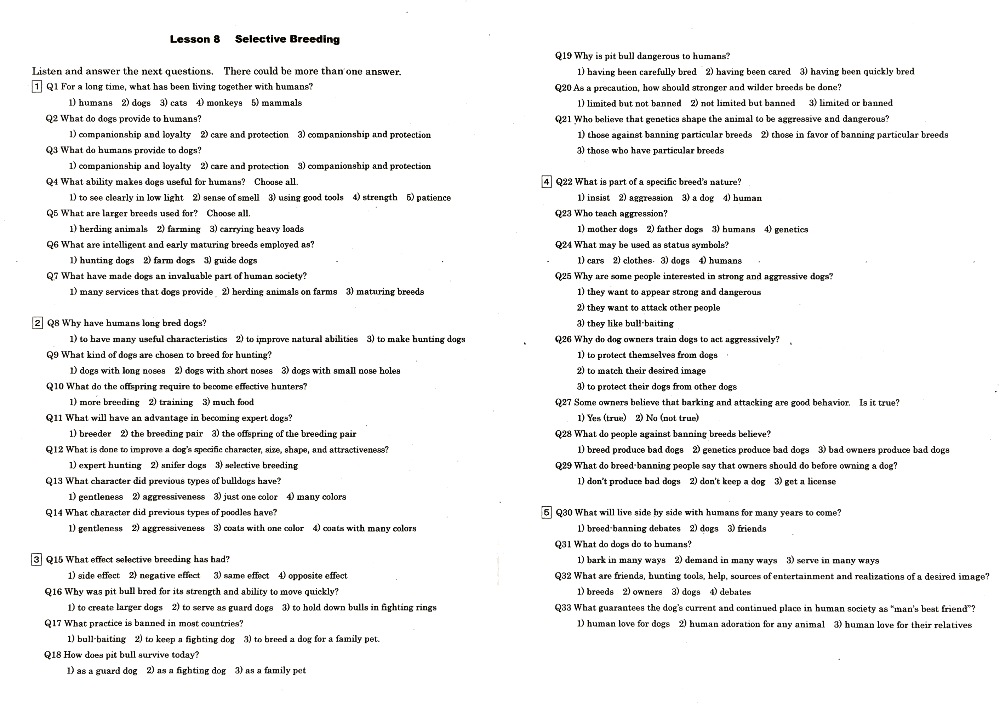 Lesson 8 Selective Breeding
Listen and answer the next questions. There could be more than one answer.
1 Q1 For a long time, what has been living together with humans?
1) humans 2) dogs 3) cats 4) monkeys 5) mammals
Q2 What do dogs provide to humans?
1) companionship and loyalty 2) care and protection 3) companionship and protection
Q3 What do humans provide to dogs?
1) companionship and loyalty 2) care and protection 3) companionship and protection
Q4 What ability makes dogs useful for humans? Choose all.
1) to see clearly in low light 2) sense of smell 3) using good tools 4) strength 5) patience
Q5 What are larger breeds used for? Choose all.
1) herding animals 2) farming 3) carrying heavy loads
Q6 What are intelligent and early maturing breeds employed as?
1) hunting dogs 2) farm dogs 3) guide dogs
Q7 What have made dogs an invaluable part of human society?
1) many services that dogs provide 2) herding animals on farms 3) maturing breeds
2 Q8 Why have humans long bred dogs?
1) to have many useful characteristics 2) to improve natural abilities 3) to make hunting dogs
Q9 What kind of dogs are chosen to breed for hunting?
1) dogs with long noses 2) dogs with short noses 3) dogs with small nose holes
Q10 What do the offspring require to become effective hunters?
1) more breeding 2) training 3) much food
Q11 What will have an advantage in becoming expert dogs?
1) breeder 2) the breeding pair 3) the offspring of the breeding pair
Q12 What is done to improve a dog's specific character, size, shape, and attractiveness?
1) expert hunting 2) snifer dogs 3) selective breeding
Q13 What character did previous types of bulldogs have?
1) gentleness 2) aggressiveness 3) just one color 4) many colors
Q14 What character did previous types of poodles have?
1) gentleness 2) aggressiveness 3) coats with one color 4) coats with many colors
3 Q15 What effect selective breeding has had?
1) side effect 2) negative effect 3) same effect 4) opposite effect
Q16 Why was pit bull bred for its strength and ability to move quickly?
1) to create larger dogs 2) to serve as guard dogs 3) to hold down bulls in fighting rings
Q17 What practice is banned in most countries?
1) bull-baiting 2) to keep a fighting dog 3) to breed a dog for a family pet.
Q18 How does pit bull survive today?
1) as a guard dog 2) as a fighting dog 3) as a family pet
Q19 Why is pit bull dangerous to humans?
1) having been carefully bred 2) having been cared 3) having been quickly bred
Q20 As a precaution, how should stronger and wilder breeds be done?
1) limited but not banned 2) not limited but banned 3) limited or banned
Q21 Who believe that genetics shape the animal to be aggressive and dangerous?
1) those against banning particular breeds 2) those in favor of banning particular breeds
3) those who have particular breeds
4 Q22 What is part of a specific breed's nature?
1) insist 2) aggression 3) a dog 4) human
Q23 Who teach aggression?
1) mother dogs 2) father dogs 3) humans 4) genetics
Q24 What may be used as status symbols?
1) cars 2) clothes 3) dogs 4) humans
Q25 Why are some people interested in strong and aggressive dogs?
1) they want to appear strong and dangerous
2) they want to attack other people
3) they like bull-baiting
Q26 Why do dog owners train dogs to act aggressively?
1) to protect themselves from dogs
2) to match their desired image
3) to protect their dogs from other dogs
Q27 Some owners believe that barking and attacking are good behavior. Is it true?
1) Yes (true) 2) No (not true)
Q28 What do people against banning breeds believe?
1) breed produce bad dogs 2) genetics produce bad dogs 3) bad owners produce bad dogs
Q29 What do breed-banning people say that owners should do before owning a dog?
1) don't produce bad dogs 2) don't keep a dog 3) get a license
5 Q30 What will live side by side with humans for many years to come?
1) breed-banning debates 2) dogs 3) friends
Q31 What do dogs do to humans?
1) bark in many ways 2) demand in many ways 3) serve in many ways
Q32 What are friends, hunting tools, help, sources of entertainment and realizations of a desired image?
1) breeds 2) owners 3) dogs 4) debates
Q33 What guarantees the dog's current and continued place in human society as "man's best friend"?
1) human love for dogs 2) human adoration for any animal 3) human love for their relatives